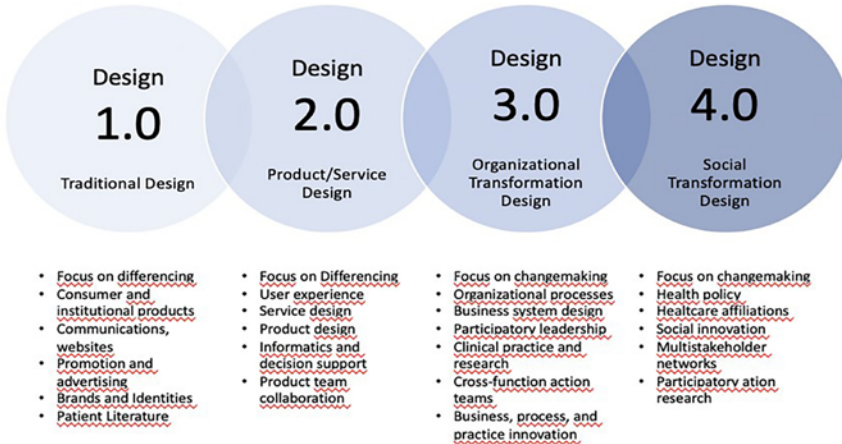 Design
1.0
Traditional Design
Design
2.0
Product/Service
Design
Design
3.0
Organizational
Transformation
Design
Design
4.0
Social
Transformation
Design
• Focus on differencing
• Consumer and
institutional products
• Communications,
websites
• Promotion and
advertising
• Brands and Identities
• Patient Literature
• Focus on Differencing
• User experience
• Service design
• Product design
• Informatics and
decision support
• Product team
collaboration
• Focus on changemaking
• Organizational processes
• Business system design
• Participatory leadership
• Clinical practice and
research
• Cross-function action
teams
• Business, process, and
practice innovation
• Focus on changemaking
• Health policy
• Healtcare affiliations
• Social innovation
• Multistakeholder
networks
• Participatory ation
research